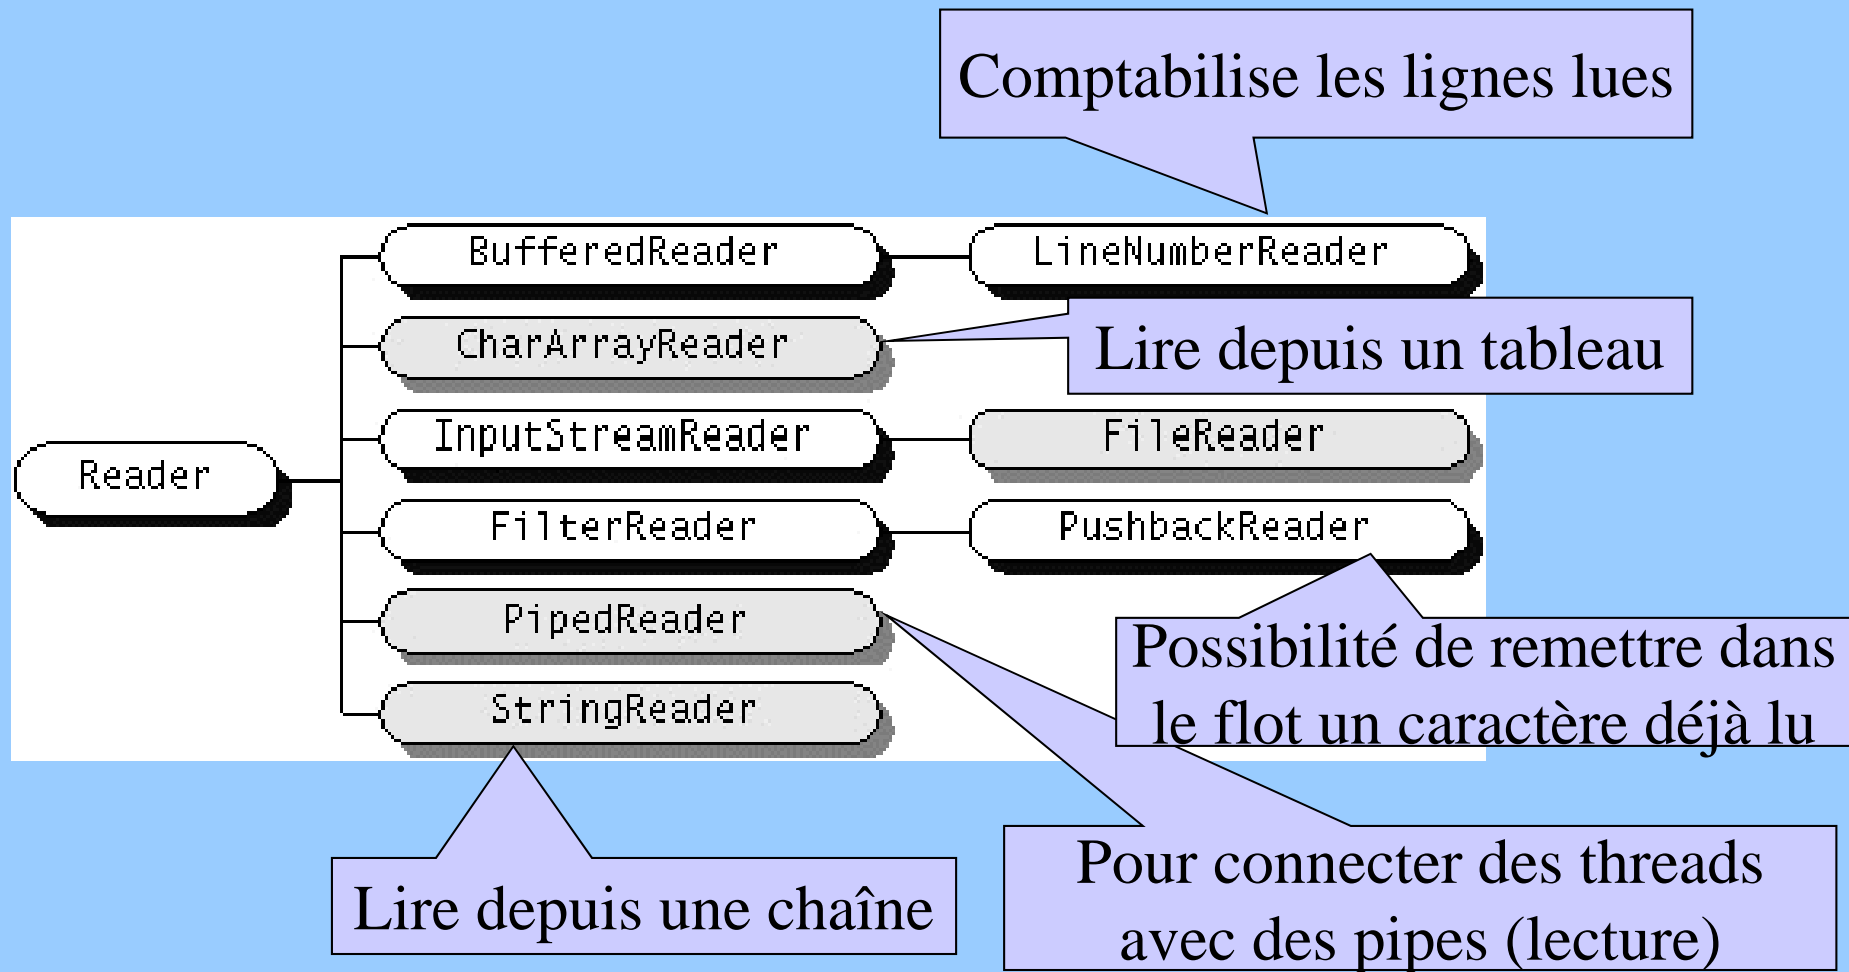 Comptabilise les lignes lues
BufferedReader
LineNumberReader
CharArrayReader
Lire depuis un tableau
InputStreamReader
FileReader
Reader
FilterReader
PushbackReader
PipedReader
Possibilité de remettre dans
le flot un caractère déjà lu
StringReader
Lire depuis une chaîne
Pour connecter des threads
avec des pipes (lecture)